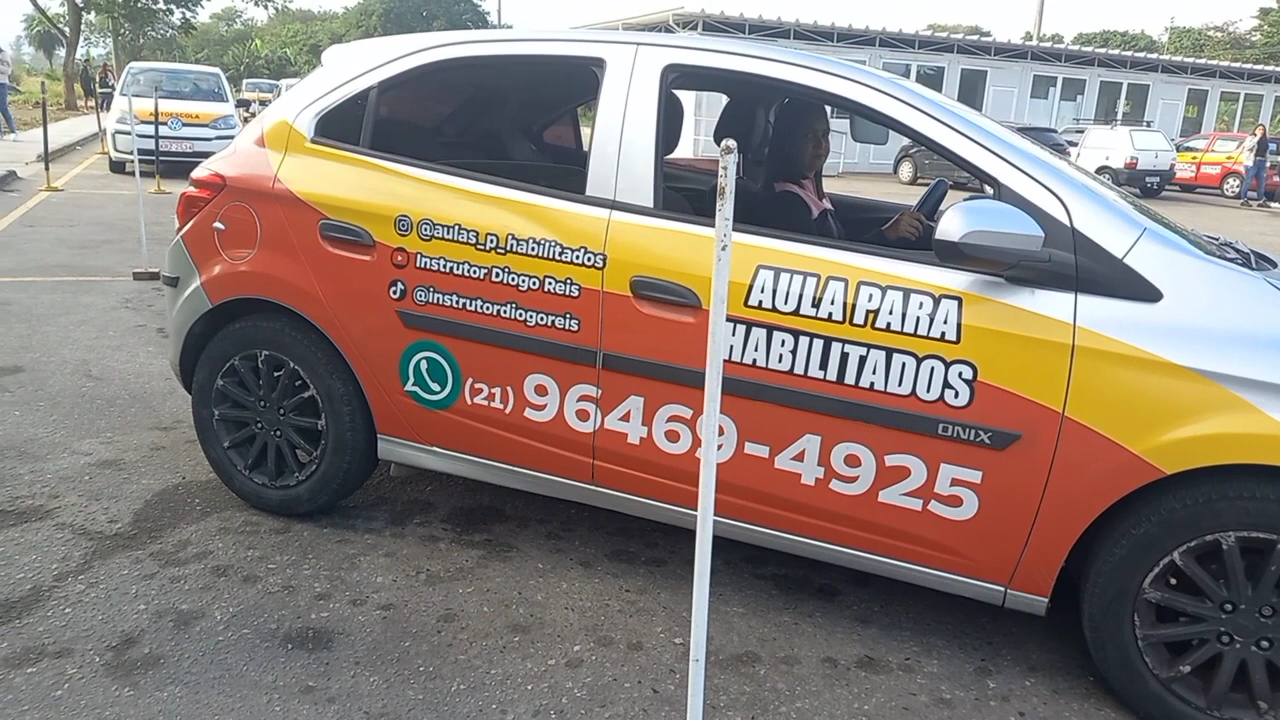 AUTOESCOLA
@aulas_p_habilitados
Instrutor Diogo Reis
@instrutordiogoreis
(21) 96469-4925
AULA PARA
HABILITADOS
ONIX